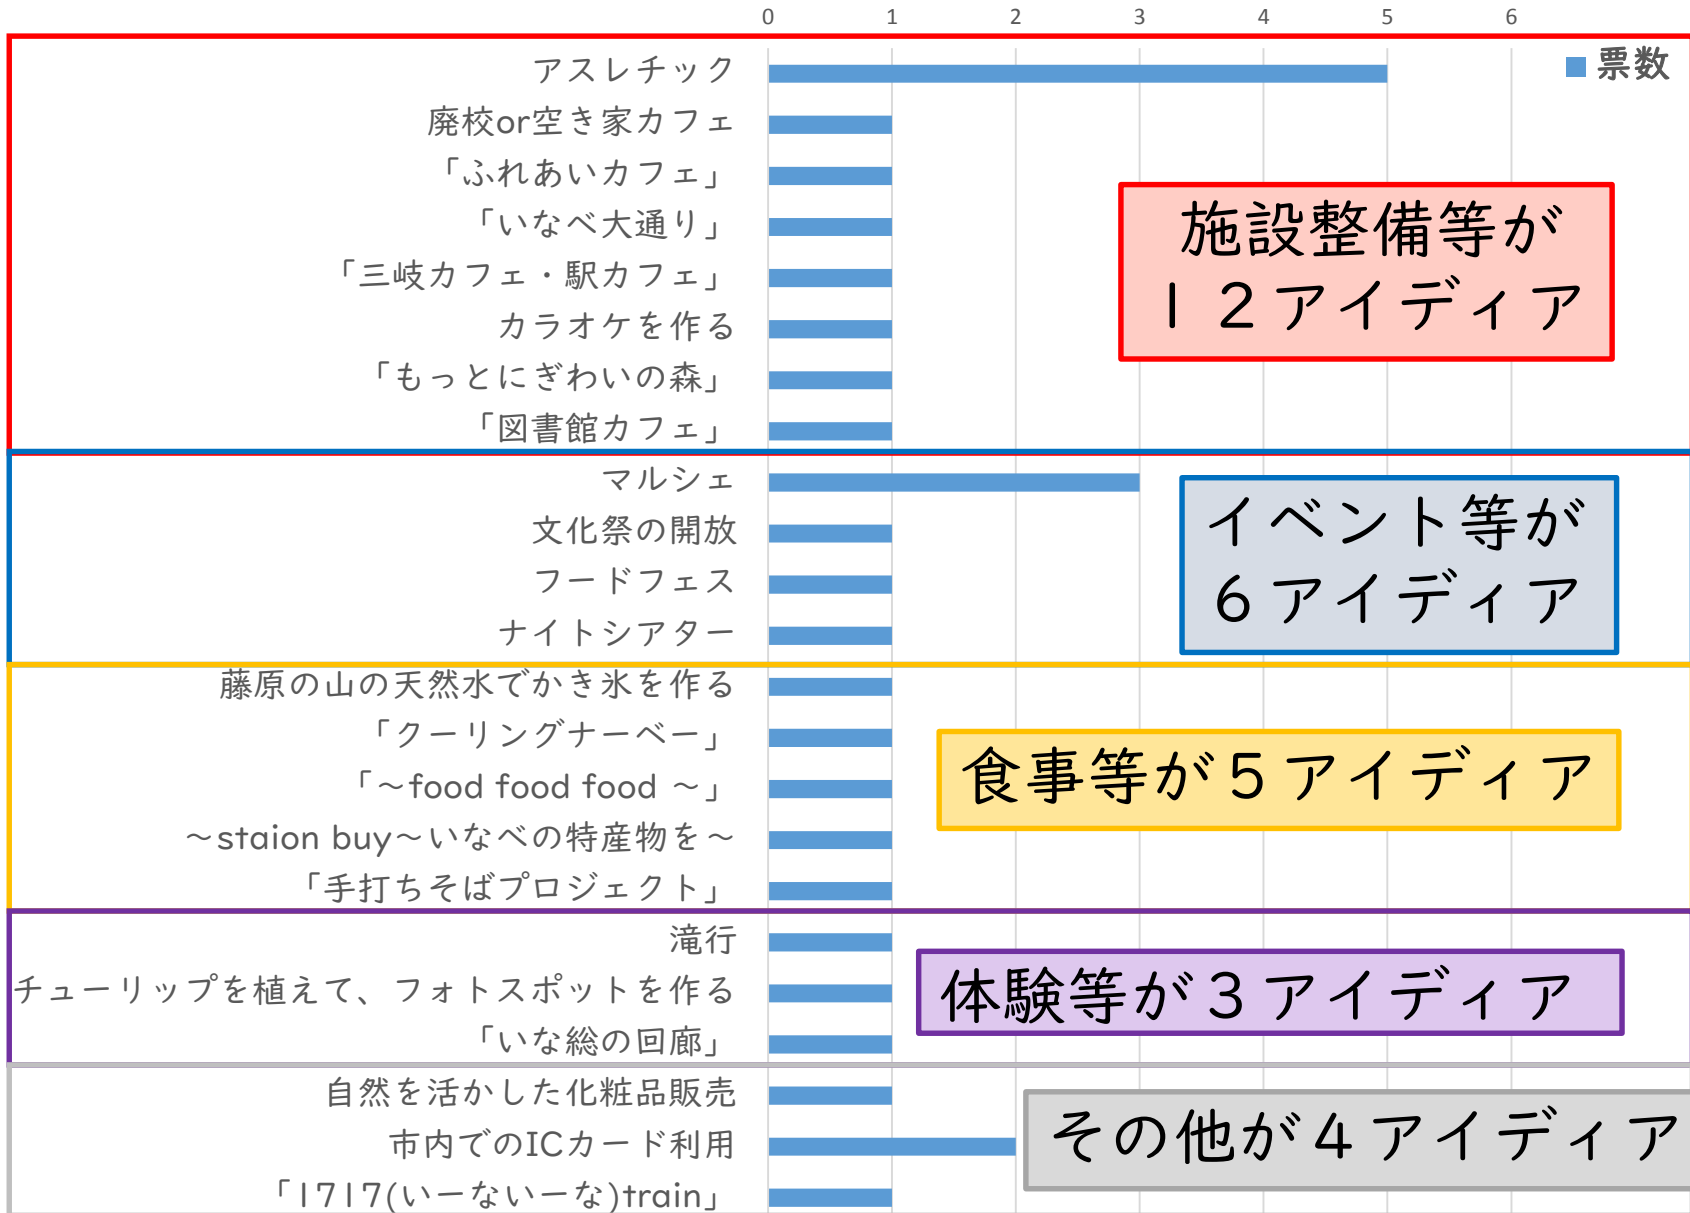 0 1 2 3 4 5 6
票数
アスレチック
廃校or空き家カフェ
「ふれあいカフェ」
「いなべ大通り」
「三岐カフェ・駅カフェ」
カラオケを作る
「もっとにぎわいの森」
「図書館カフェ」
施設整備等が
１２アイディア
マルシェ
文化祭の開放
フードフェス
ナイトシアター
イベント等が
６アイディア
藤原の山の天然水でかき氷を作る
「クーリングナーベー」
「～food food food ～」
～staion buy～いなべの特産物を～
「手打ちそばプロジェクト」
食事等が５アイディア
滝行
チューリップを植えて、フォトスポットを作る
「いな総の回廊」
体験等が３アイディア
自然を活かした化粧品販売
市内でのICカード利用
「1717(いーないーな)train」
その他が４アイディア